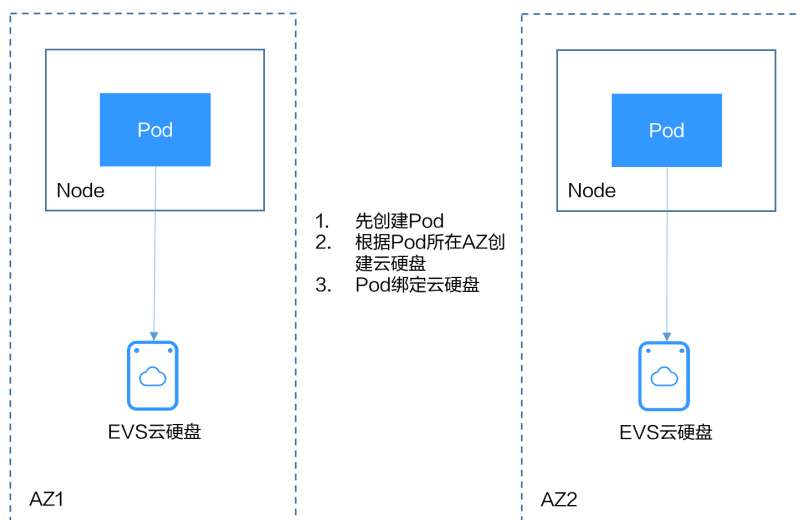 Pod
Node
EVS云硬盘
AZ1
1. 先创建Pod
2. 根据Pod所在AZ创
建云硬盘
3. Pod绑定云硬盘
Pod
Node
EVS云硬盘
AZ2